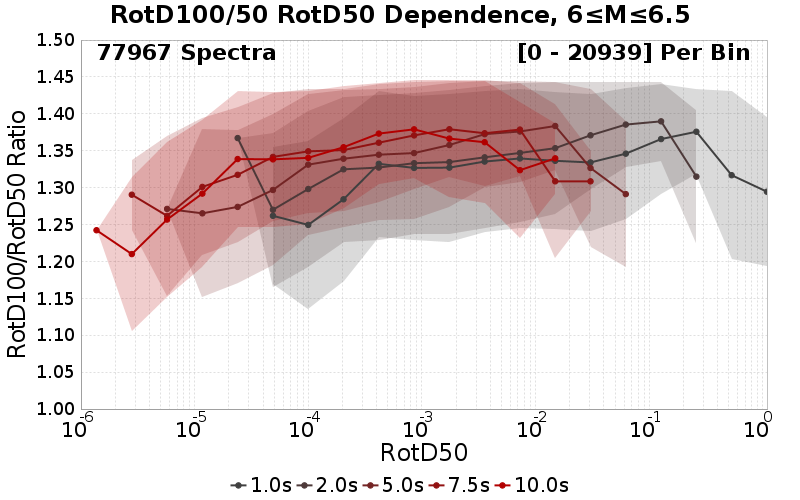 RotD100/50 RotD50 Dependence, 6≤M≤6.5
77967 Spectra
[0 - 20939] Per Bin
RotD100/RotD50 Ratio
1.50
1.45
1.40
1.35
1.30
1.25
1.20
1.15
1.10
1.05
1.00
10^-6 10^-5 10^-4 10^-3 10^-2 10^-1 10^0
RotD50
1.0s 2.0s 5.0s 7.5s 10.0s